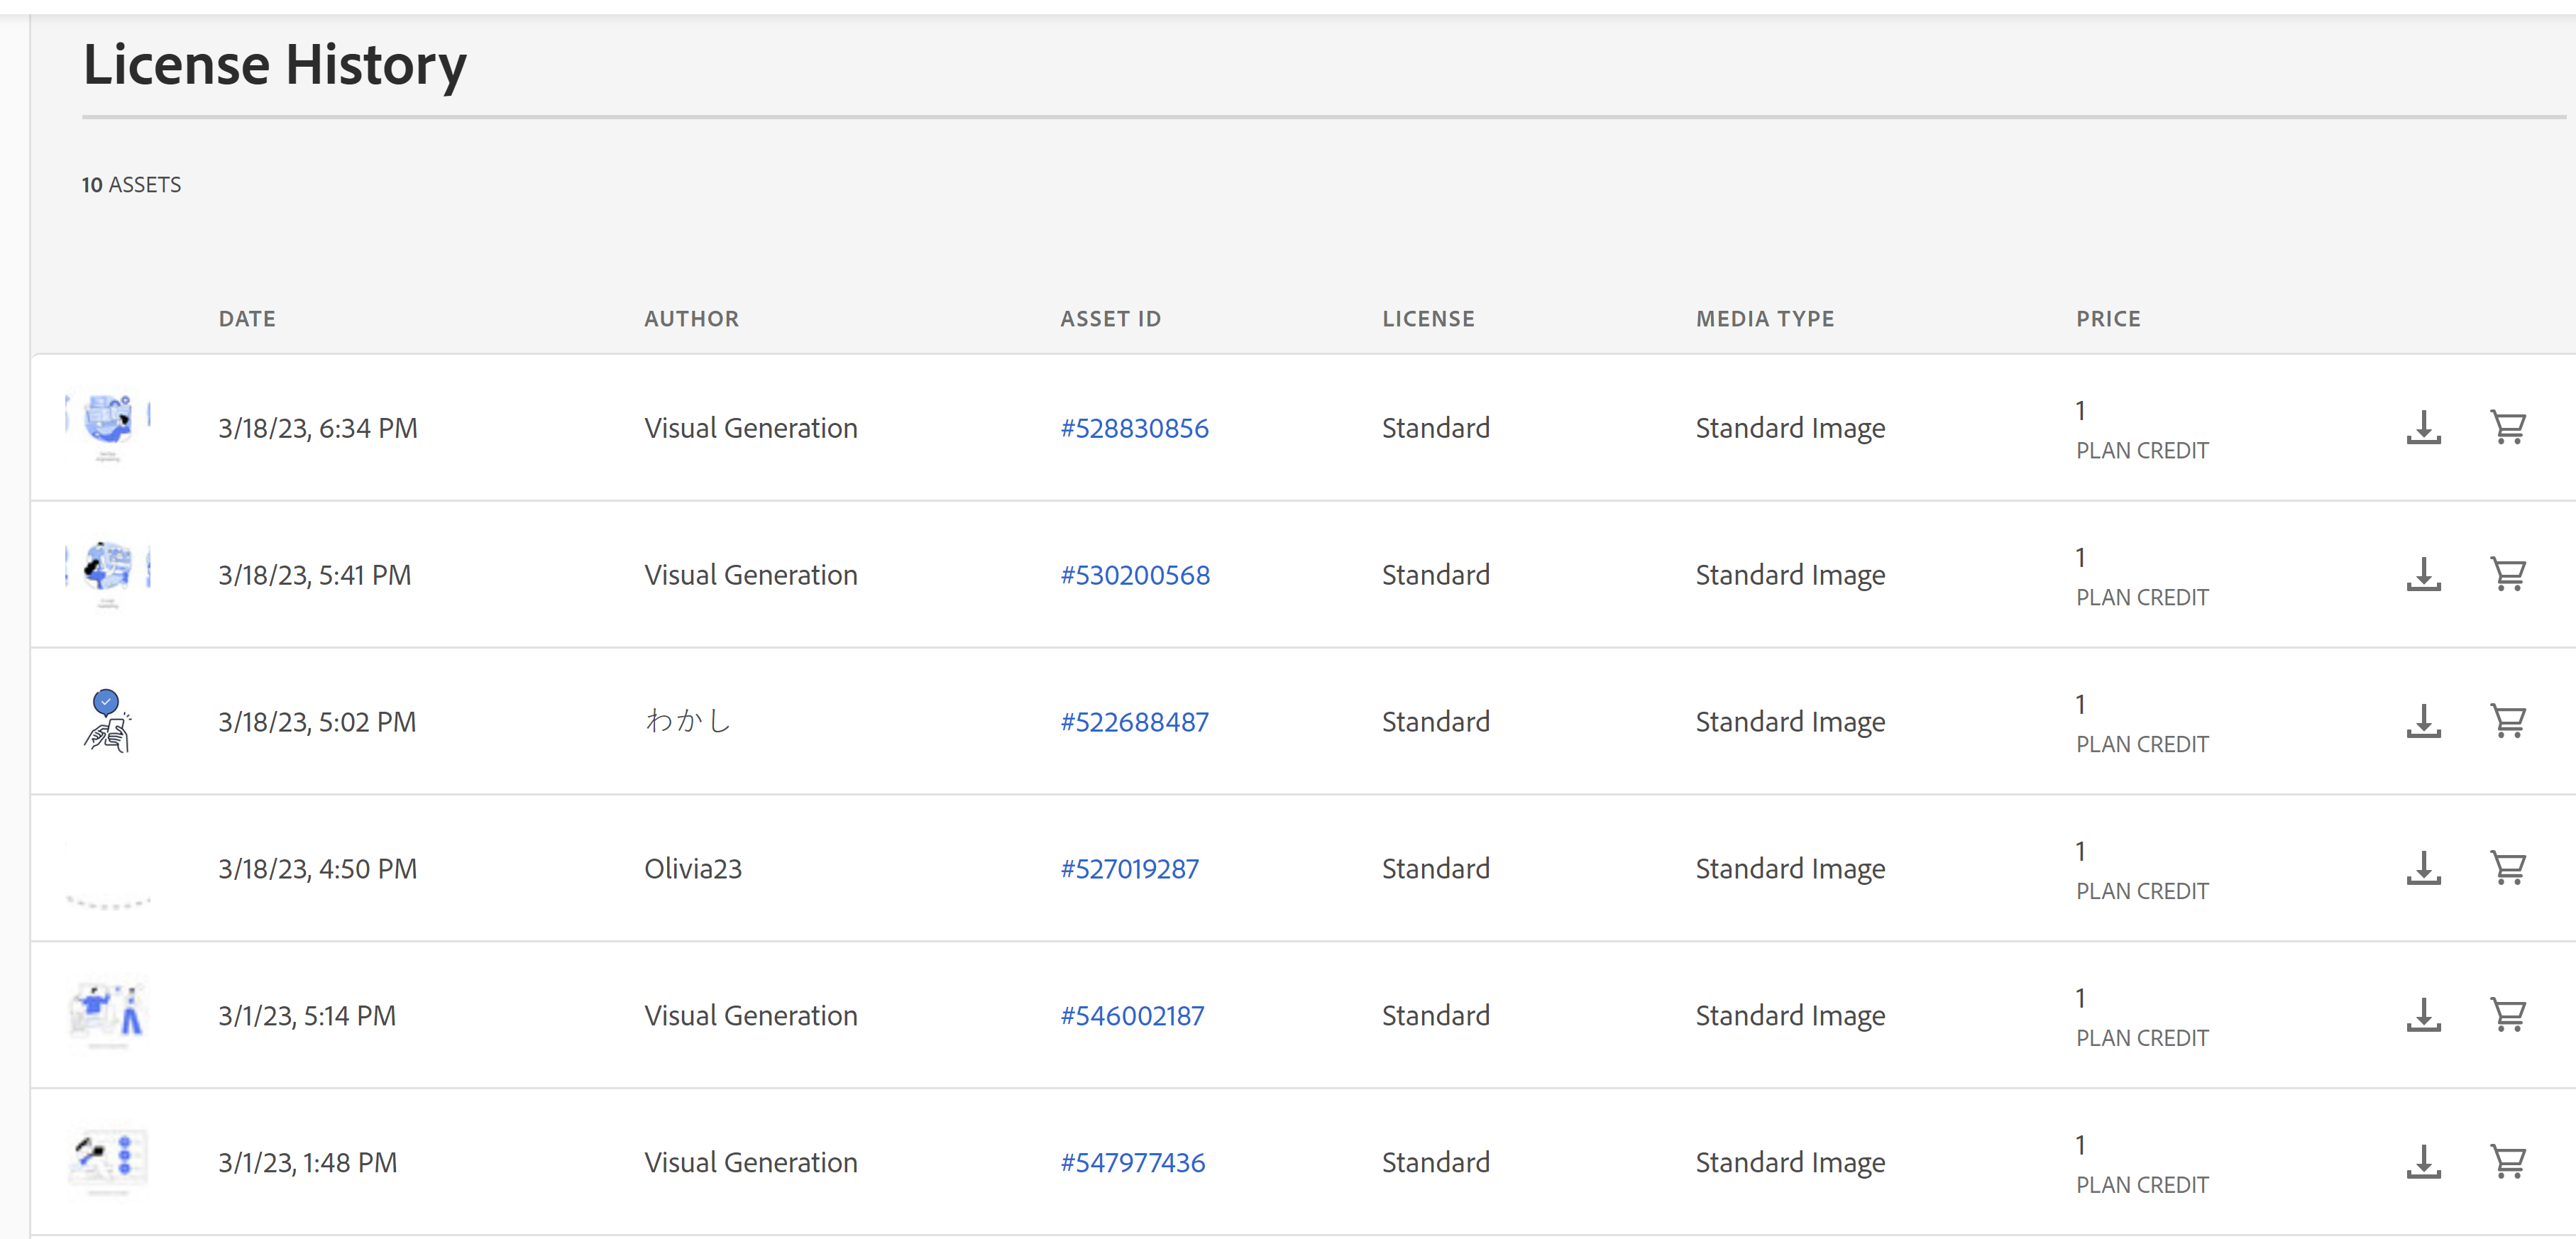 License History
10 ASSETS
DATE AUTHOR ASSET ID LICENSE MEDIA TYPE PRICE
3/18/23, 6:34 PM Visual Generation #528830856 Standard Standard Image 1 PLAN CREDIT
3/18/23, 5:41 PM Visual Generation #530200568 Standard Standard Image 1 PLAN CREDIT
3/18/23, 5:02 PM わかし #522688487 Standard Standard Image 1 PLAN CREDIT
3/18/23, 4:50 PM Olivia23 #527019287 Standard Standard Image 1 PLAN CREDIT
3/1/23, 5:14 PM Visual Generation #546002187 Standard Standard Image 1 PLAN CREDIT
3/1/23, 1:48 PM Visual Generation #547977436 Standard Standard Image 1 PLAN CREDIT